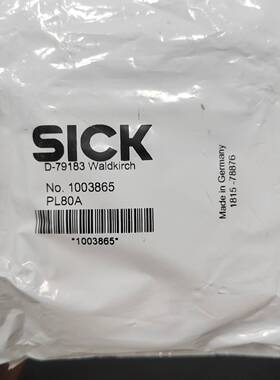 SICK
D-79183 Waldkirch
No. 1003865
PL80A
*1003865*
Made in Germany
1815 -78876